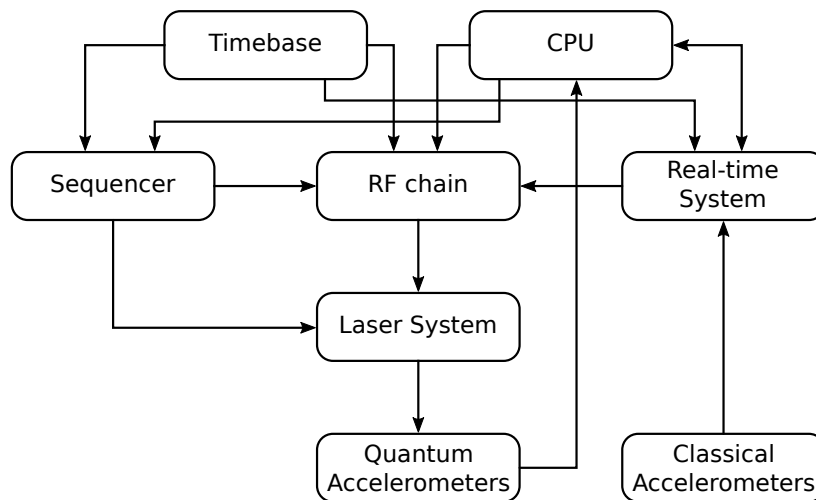 Timebase
CPU
Sequencer
RF chain
Real-time
System
Laser System
Quantum
Accelerometers
Classical
Accelerometers